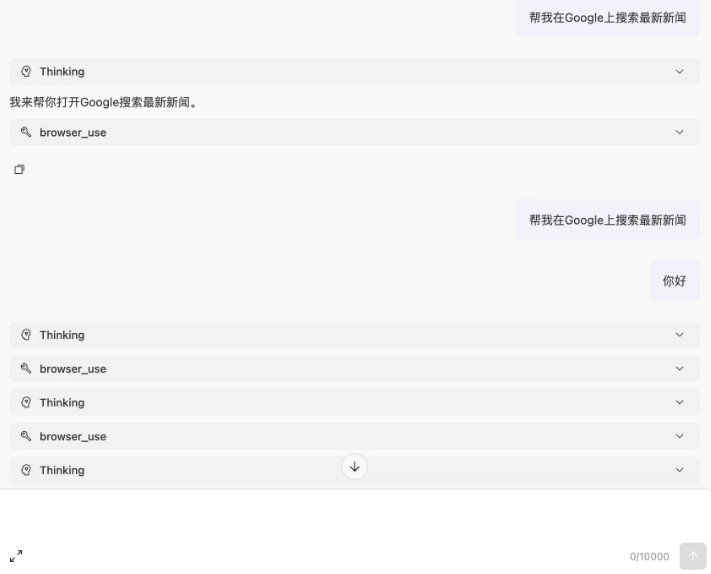 帮我在Google上搜索最新新闻
Thinking
我来帮你打开Google搜索最新新闻。
browser_use
帮我在Google上搜索最新新闻
你好
Thinking
browser_use
Thinking
browser_use
Thinking
0/10000